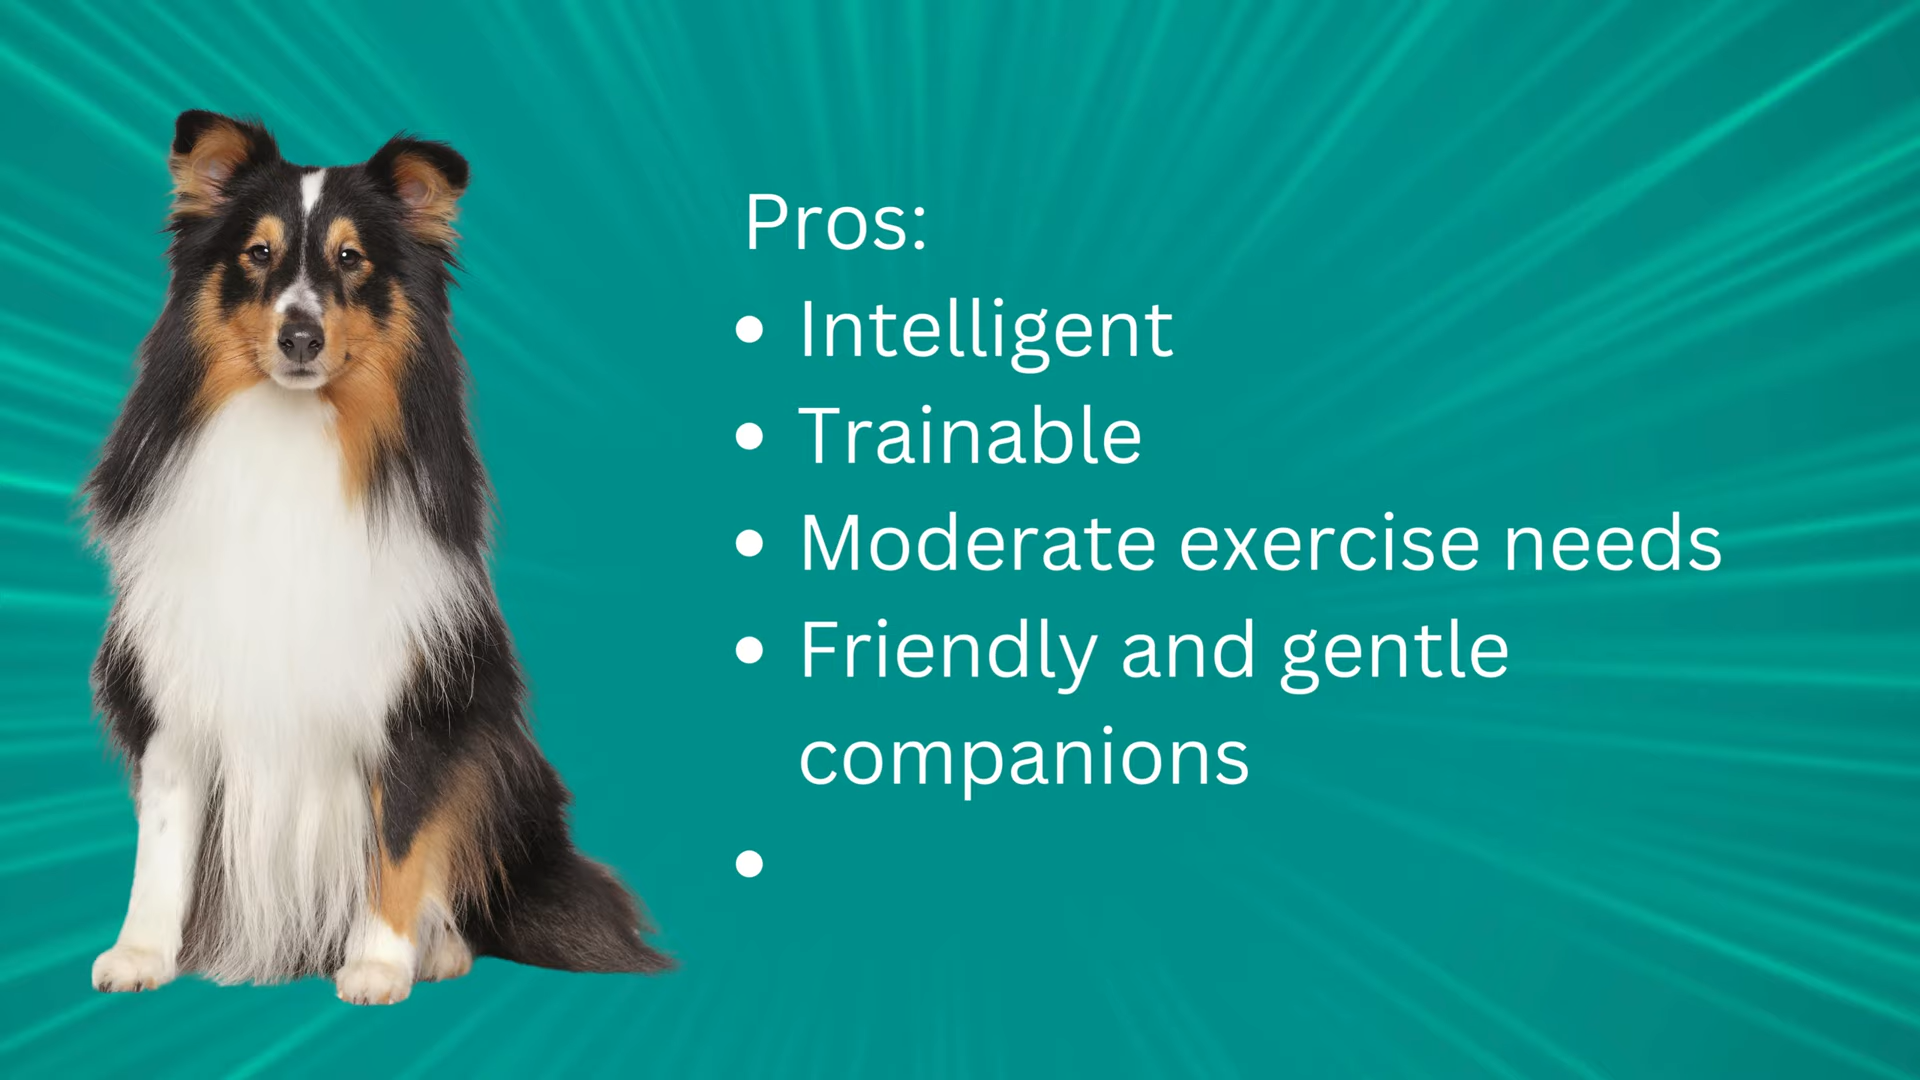 Pros:
• Intelligent
• Trainable
• Moderate exercise needs
• Friendly and gentle
companions
•